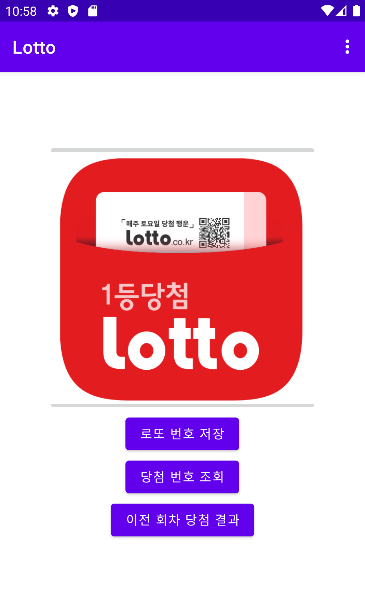 10:58
Lotto
「매주 토요일 당첨 행운」
lotto.co.kr
1등당첨
lotto
로또 번호 저장
당첨 번호 조회
이전 회차 당첨 결과